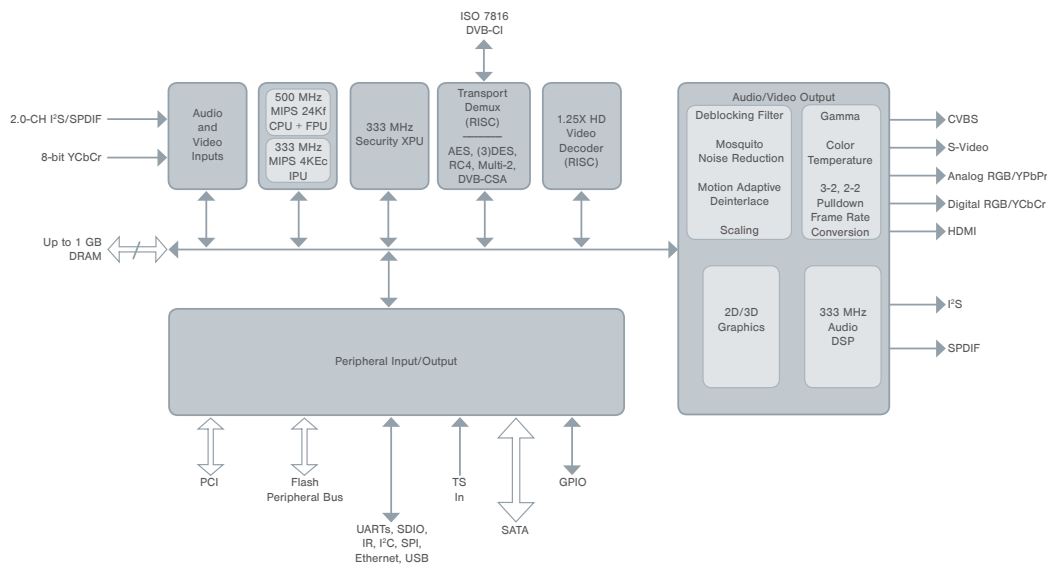 ISO 7816
DVB-CI
2.0-CH I²S/SPDIF
8-bit YCbCr
Audio
and
Video
Inputs
500 MHz
MIPS 24Kf
CPU + FPU
333 MHz
MIPS 4KEc
IPU
333 MHz
Security XPU
Transport
Demux
(RISC)
AES, (3)DES,
RC4, Multi-2,
DVB-CSA
1.25X HD
Video
Decoder
(RISC)
Audio/Video Output
Deblocking Filter
Mosquito
Noise Reduction
Motion Adaptive
Deinterlace
Scaling
Gamma
Color
Temperature
3-2, 2-2
Pulldown
Frame Rate
Conversion
2D/3D
Graphics
333 MHz
Audio
DSP
CVBS
S-Video
Analog RGB/YPbPr
Digital RGB/YCbCr
HDMI
I²S
SPDIF
Up to 1 GB
DRAM
Peripheral Input/Output
PCI
Flash
Peripheral Bus
UARTs, SDIO,
IR, I²C, SPI,
Ethernet, USB
TS
In
SATA
GPIO